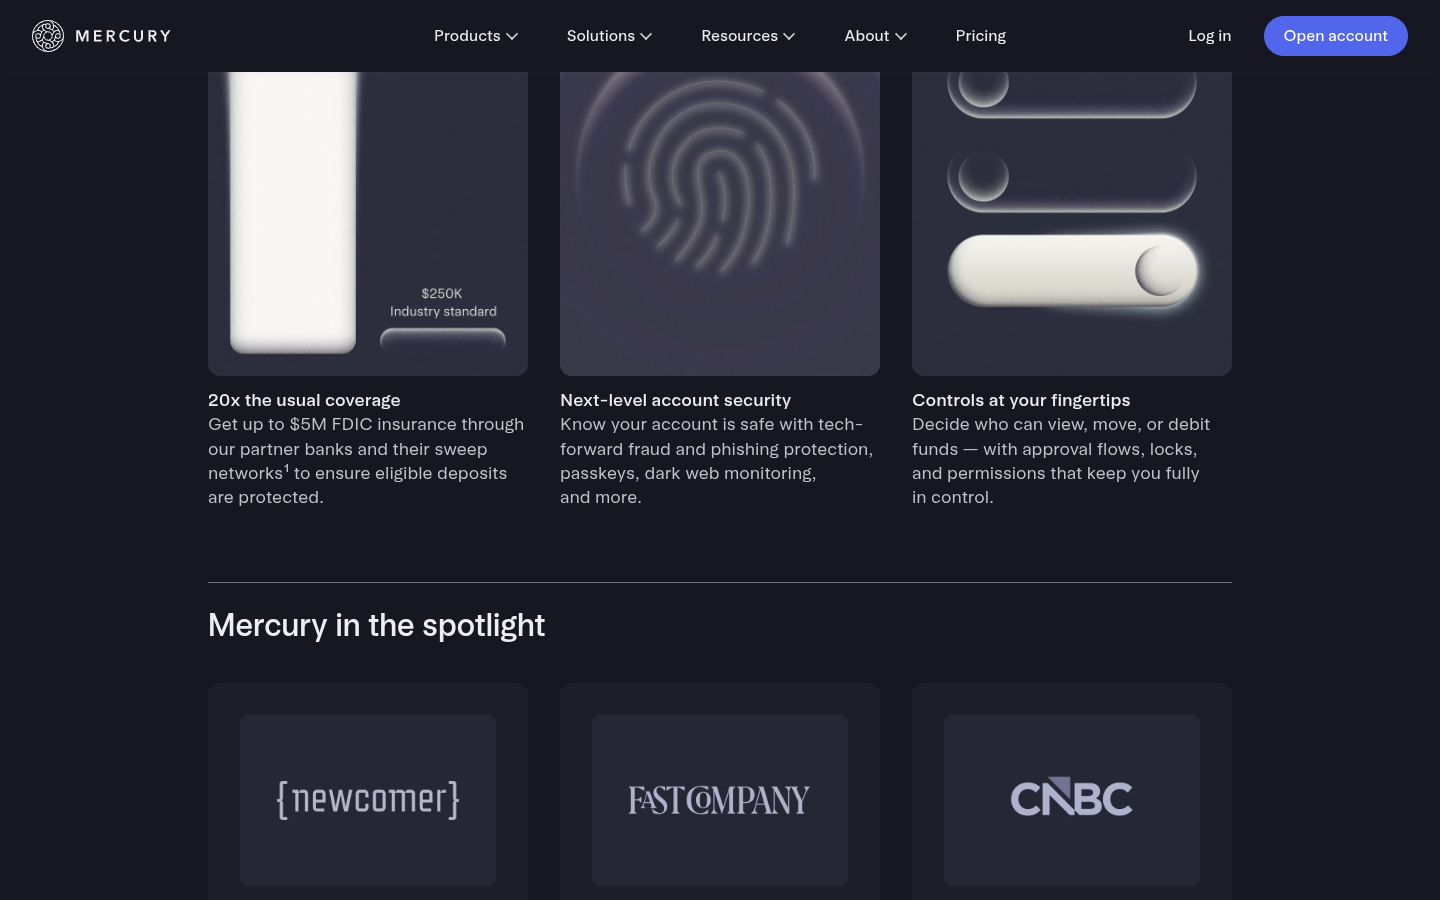 MERCURY
Products
Solutions
Resources
About
Pricing
Log in
Open account
$250K
Industry standard
20x the usual coverage
Get up to $5M FDIC insurance through
our partner banks and their sweep
networks¹ to ensure eligible deposits
are protected.
Next-level account security
Know your account is safe with tech-
forward fraud and phishing protection,
passkeys, dark web monitoring,
and more.
Controls at your fingertips
Decide who can view, move, or debit
funds — with approval flows, locks,
and permissions that keep you fully
in control.
Mercury in the spotlight
{newcomer}
FAST COMPANY
CNBC